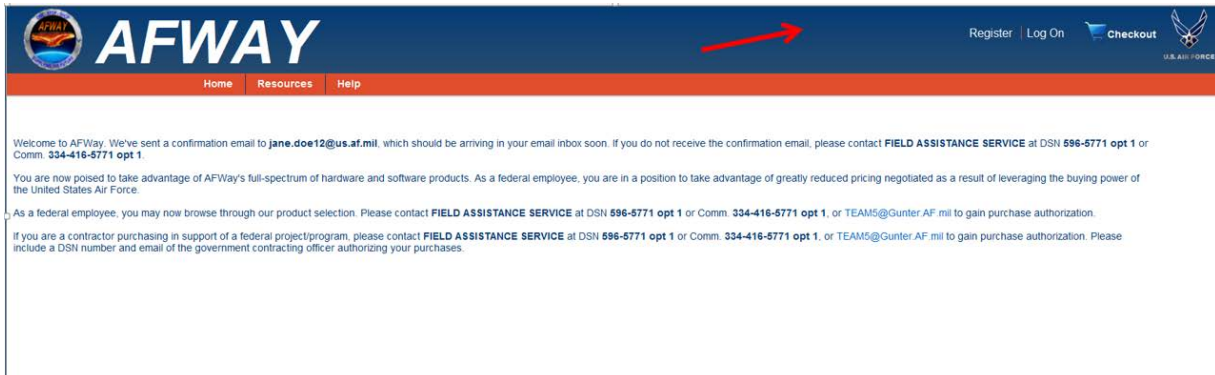 AFWAY
AFWAY
Register | Log On
Checkout
U.S. AIR FORCE
Home
Resources
Help
Welcome to AFWay. We've sent a confirmation email to jane.doe12@us.af.mil, which should be arriving in your email inbox soon. If you do not receive the confirmation email, please contact FIELD ASSISTANCE SERVICE at DSN 596-5771 opt 1 or
Comm. 334-416-5771 opt 1.
You are now poised to take advantage of AFWay's full-spectrum of hardware and software products. As a federal employee, you are in a position to take advantage of greatly reduced pricing negotiated as a result of leveraging the buying power of
the United States Air Force.
As a federal employee, you may now browse through our product selection. Please contact FIELD ASSISTANCE SERVICE at DSN 596-5771 opt 1 or Comm. 334-416-5771 opt 1, or TEAM5@Gunter.AF.mil to gain purchase authorization.
If you are a contractor purchasing in support of a federal project/program, please contact FIELD ASSISTANCE SERVICE at DSN 596-5771 opt 1 or Comm. 334-416-5771 opt 1, or TEAM5@Gunter.AF.mil to gain purchase authorization. Please
include a DSN number and email of the government contracting officer authorizing your purchases.